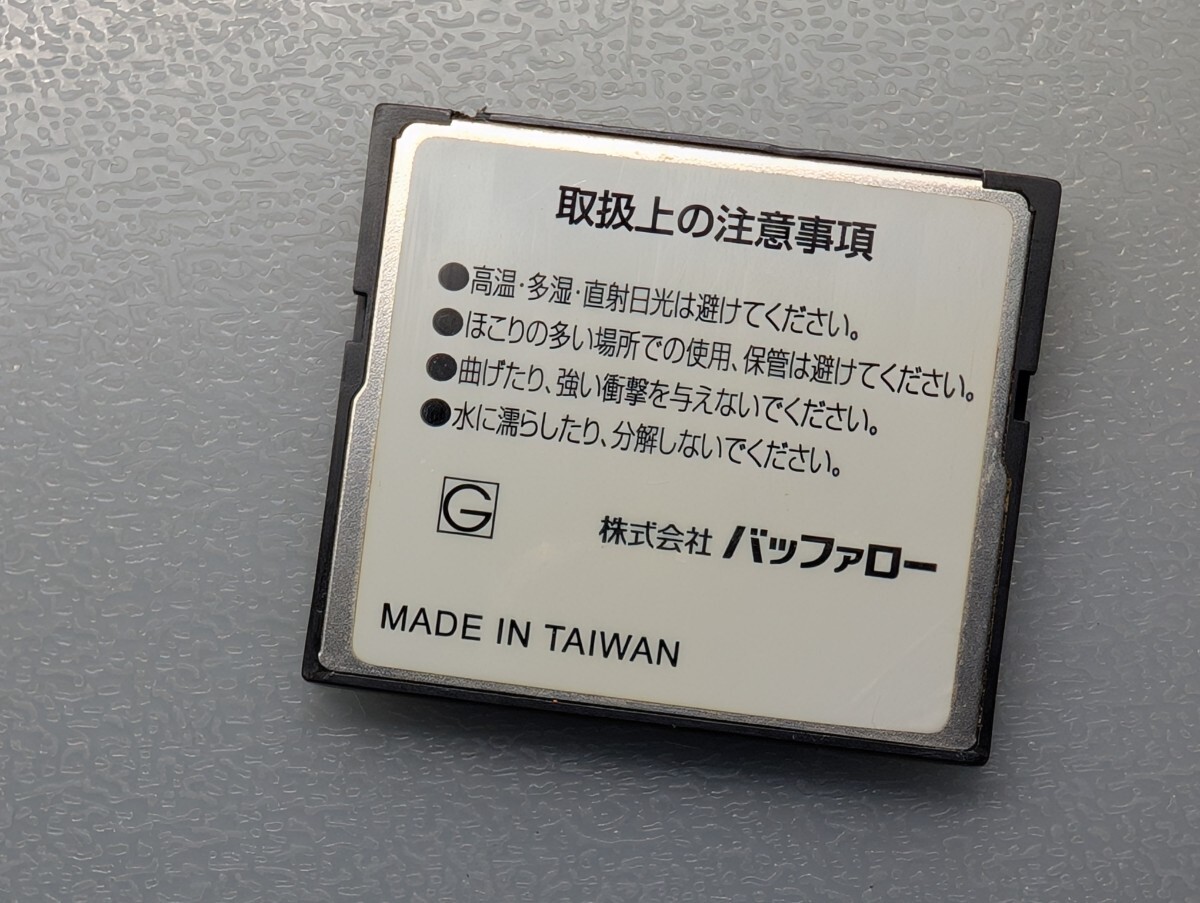 取扱上の注意事項
●高温・多湿・直射日光は避けてください。
●ほこりの多い場所での使用、保管は避けてください。
●曲げたり、強い衝撃を与えないでください。
●水に濡らしたり、分解しないでください。
G
株式会社 バッファロー
MADE IN TAIWAN